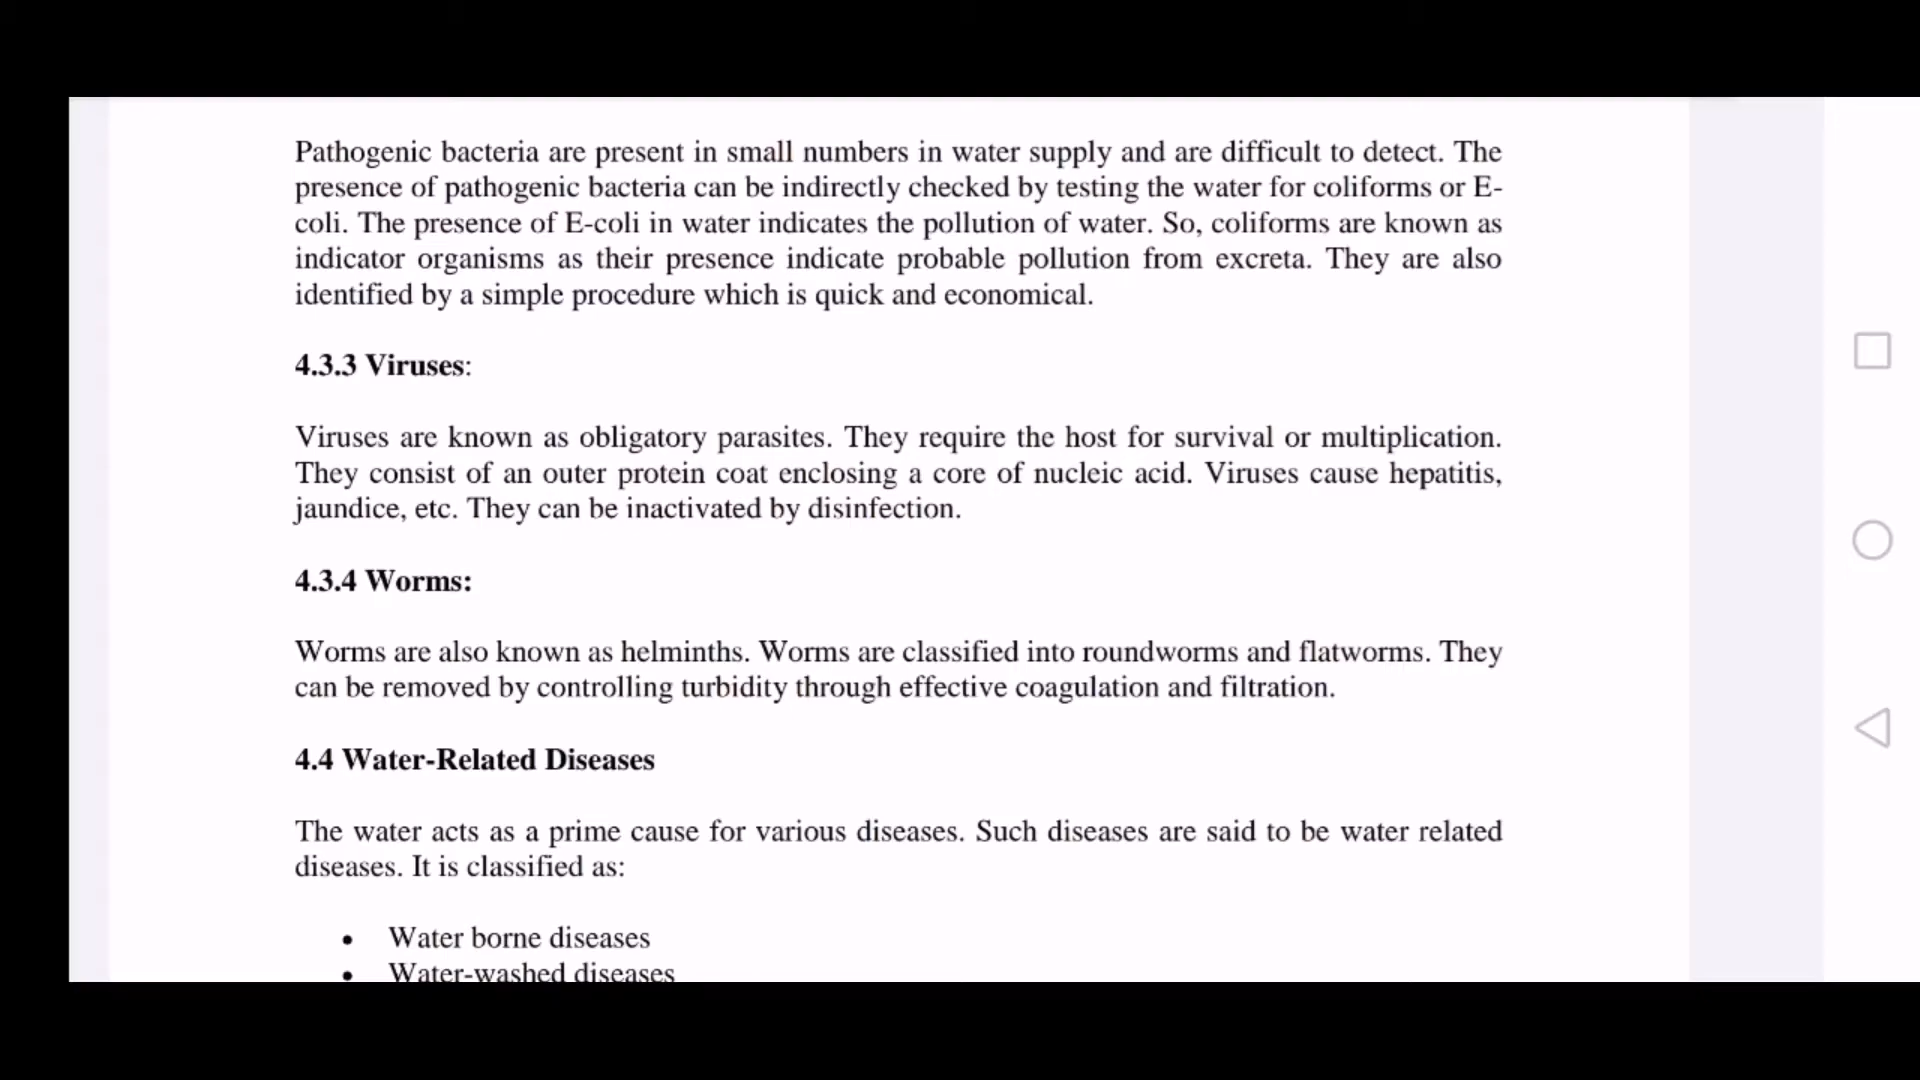 Pathogenic bacteria are present in small numbers in water supply and are difficult to detect. The
presence of pathogenic bacteria can be indirectly checked by testing the water for coliforms or E-
coli. The presence of E-coli in water indicates the pollution of water. So, coliforms are known as
indicator organisms as their presence indicate probable pollution from excreta. They are also
identified by a simple procedure which is quick and economical.
4.3.3 Viruses:
Viruses are known as obligatory parasites. They require the host for survival or multiplication.
They consist of an outer protein coat enclosing a core of nucleic acid. Viruses cause hepatitis,
jaundice, etc. They can be inactivated by disinfection.
4.3.4 Worms:
Worms are also known as helminths. Worms are classified into roundworms and flatworms. They
can be removed by controlling turbidity through effective coagulation and filtration.
4.4 Water-Related Diseases
The water acts as a prime cause for various diseases. Such diseases are said to be water related
diseases. It is classified as:
• Water borne diseases
• Water-washed diseases